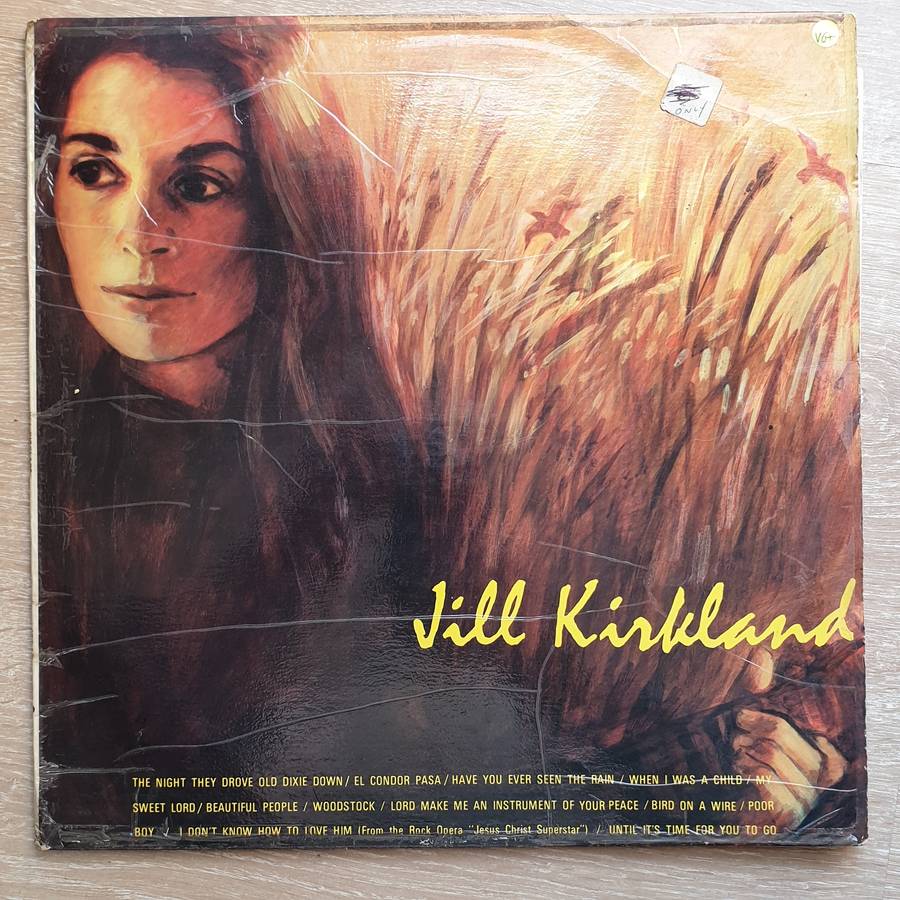 VG+
ONLY
Jill Kirkland
THE NIGHT THEY DROVE OLD DIXIE DOWN / EL CONDOR PASA / HAVE YOU EVER SEEN THE RAIN / WHEN I WAS A CHILD / MY
SWEET LORD / BEAUTIFUL PEOPLE / WOODSTOCK / LORD MAKE ME AN INSTRUMENT OF YOUR PEACE / BIRD ON A WIRE / POOR
BOY / I DON'T KNOW HOW TO LOVE HIM (From the Rock Opera "Jesus Christ Superstar") / UNTIL IT'S TIME FOR YOU TO GO